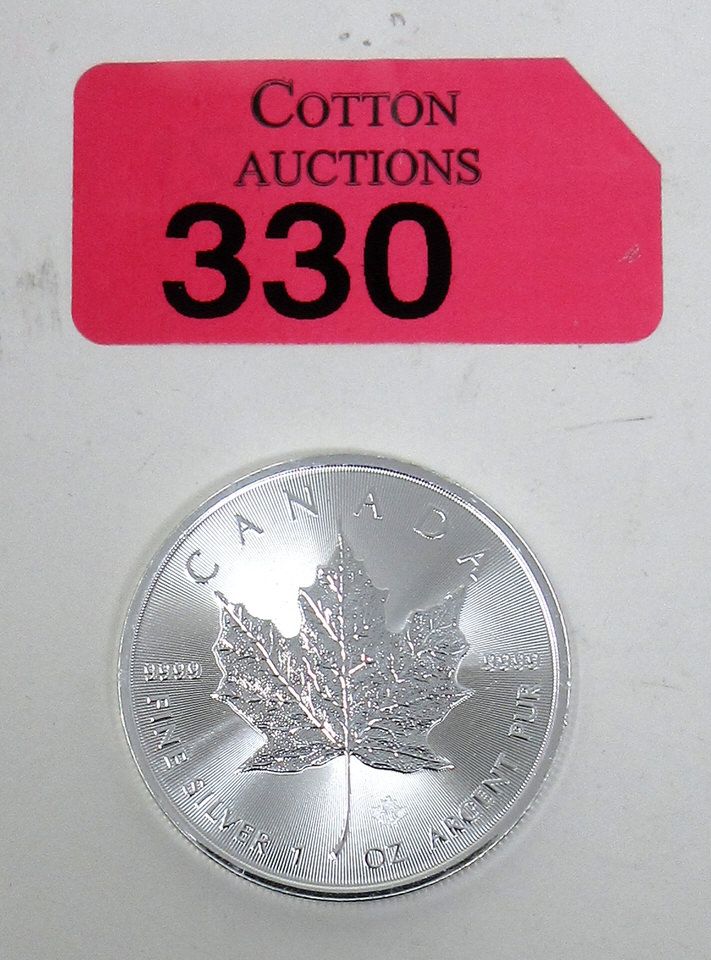 COTTON
AUCTIONS
330
CANADA
9999 9999
FINE SILVER 1 OZ ARGENT PUR